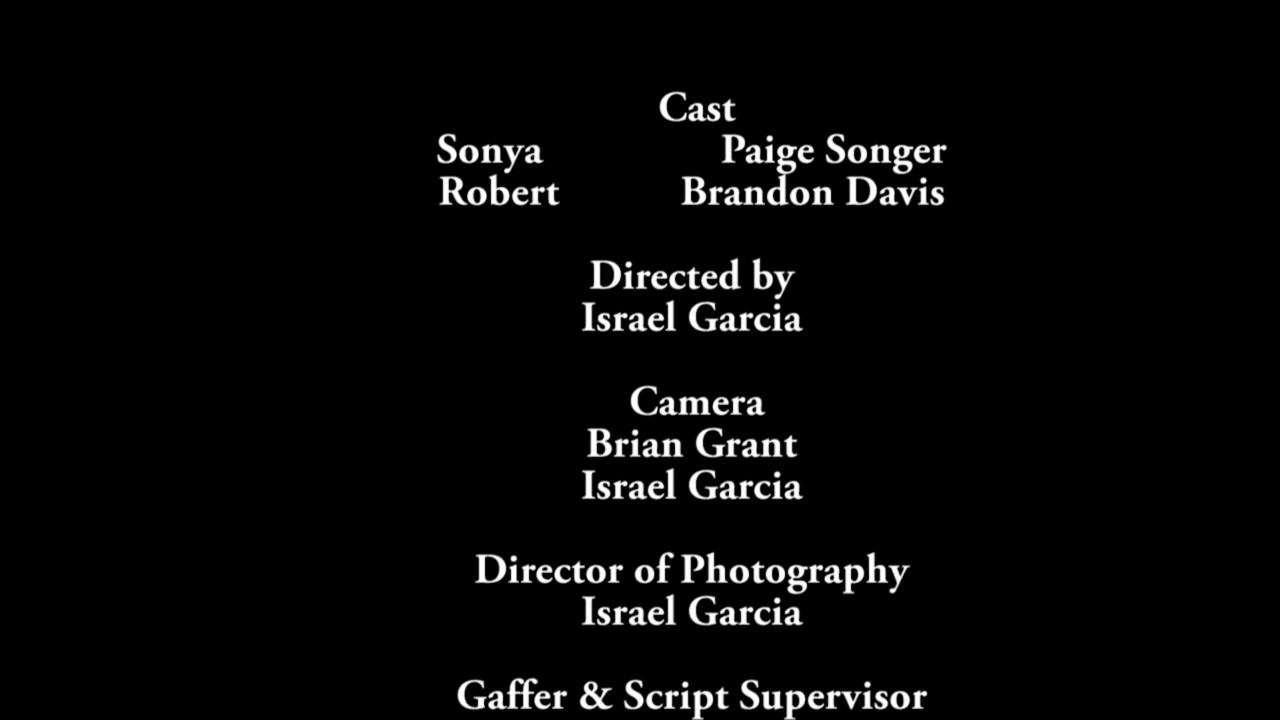 Cast
Sonya Paige Songer
Robert Brandon Davis
Directed by
Israel Garcia
Camera
Brian Grant
Israel Garcia
Director of Photography
Israel Garcia
Gaffer & Script Supervisor